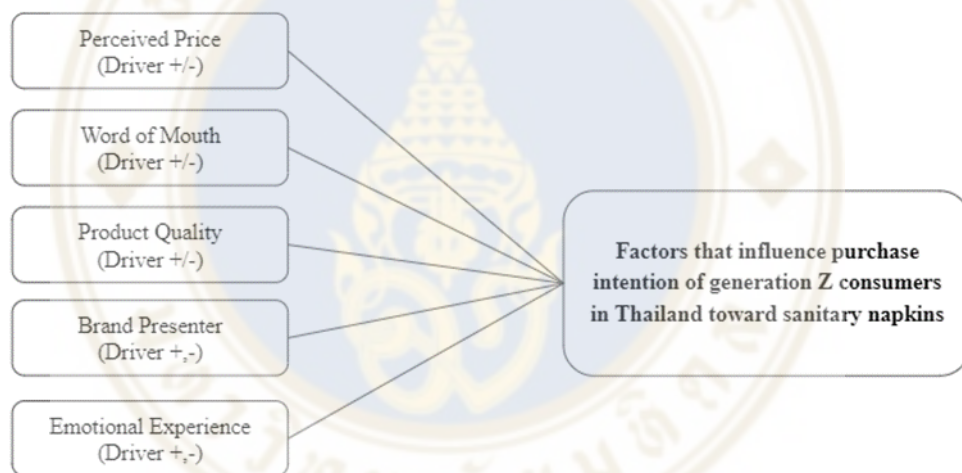 Perceived Price
(Driver +/-)
Word of Mouth
(Driver +/-)
Product Quality
(Driver +/-)
Brand Presenter
(Driver +,-)
Emotional Experience
(Driver +,-)
Factors that influence purchase
intention of generation Z consumers
in Thailand toward sanitary napkins